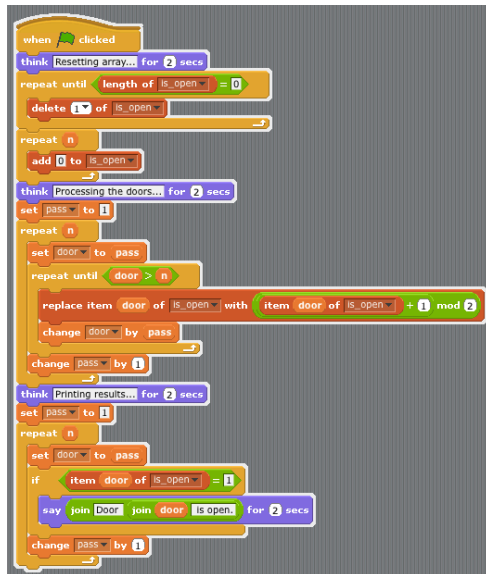 when clicked
think Resetting array... for 2 secs
repeat until length of is_open = 0
delete 1 of is_open
repeat n
add 0 to is_open
think Processing the doors... for 2 secs
set pass to 1
repeat n
set door to pass
repeat until door > n
replace item door of is_open with item door of is_open + 1 mod 2
change door by pass
change pass by 1
think Printing results... for 2 secs
set pass to 1
repeat n
set door to pass
if item door of is_open = 1
say join Door join door is open. for 2 secs
change pass by 1